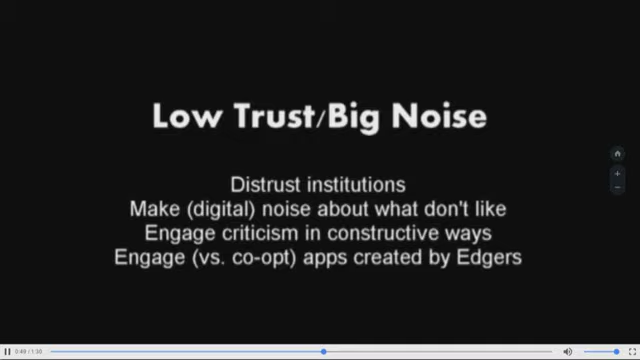 Low Trust/Big Noise
Distrust institutions
Make (digital) noise about what don't like
Engage criticism in constructive ways
Engage (vs. co-opt) apps created by Edgers